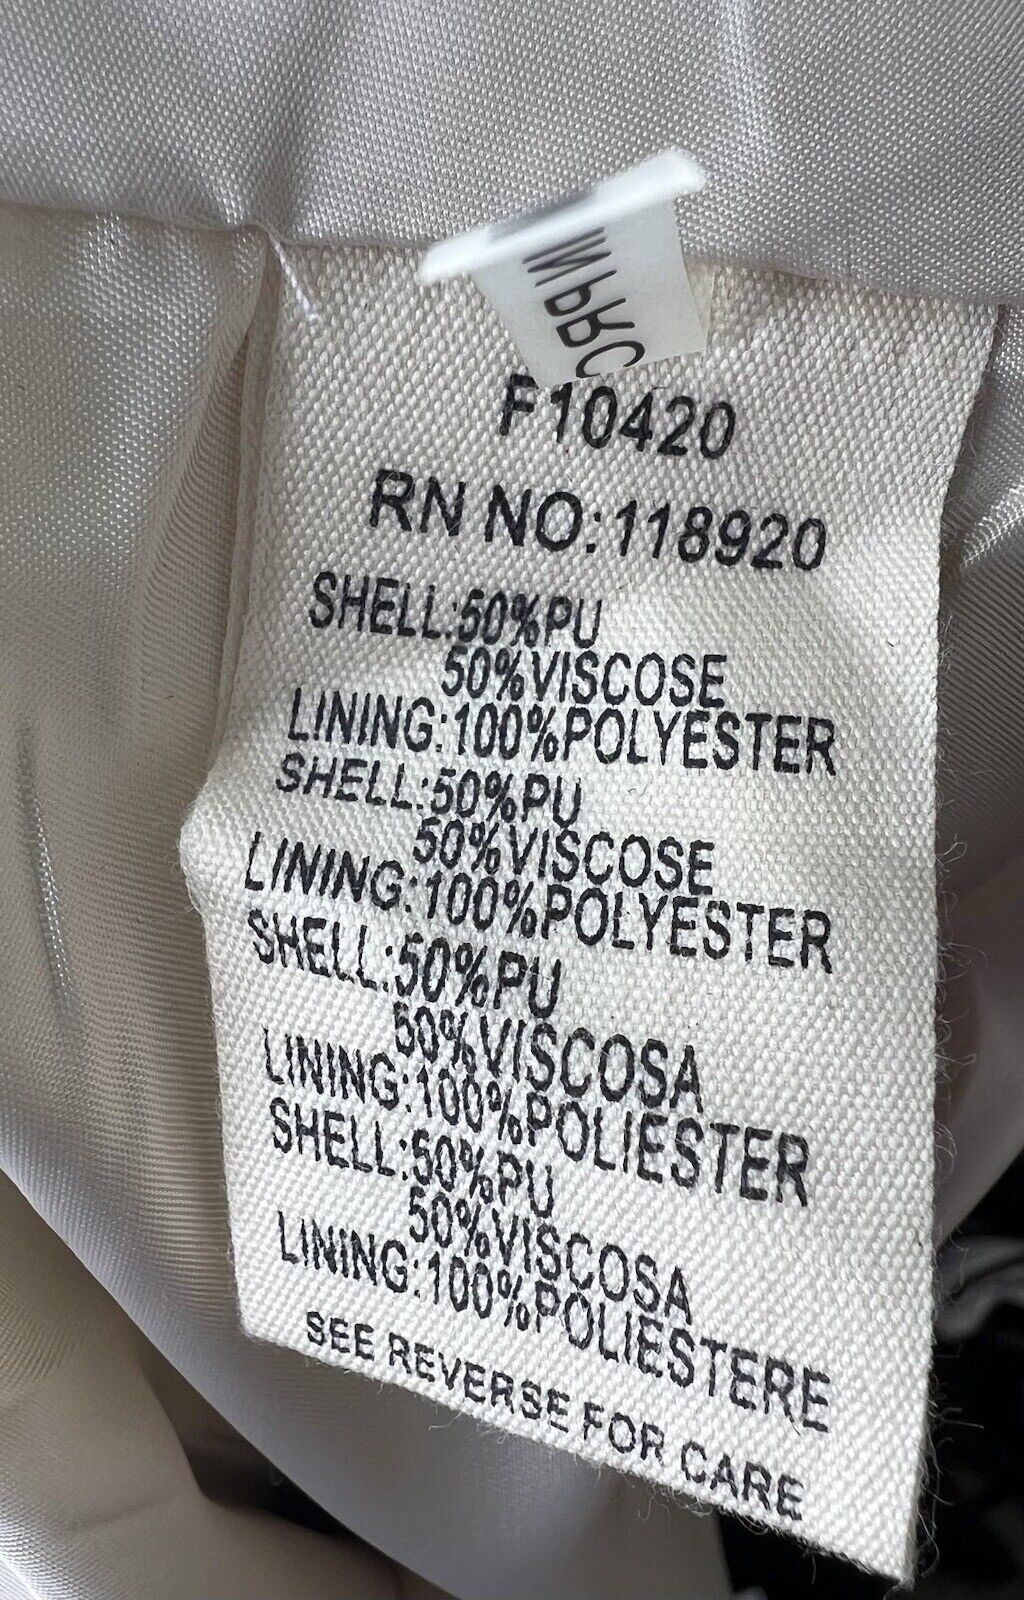 IN PRC
F10420
RN NO:118920
SHELL:50%PU
50%VISCOSE
LINING:100%POLYESTER
SHELL:50%PU
50%VISCOSE
LINING:100%POLYESTER
SHELL:50%PU
50%VISCOSA
LINING:100%POLIESTER
SHELL:50%PU
50%VISCOSA
LINING:100%POLIESTERE
SEE REVERSE FOR CARE